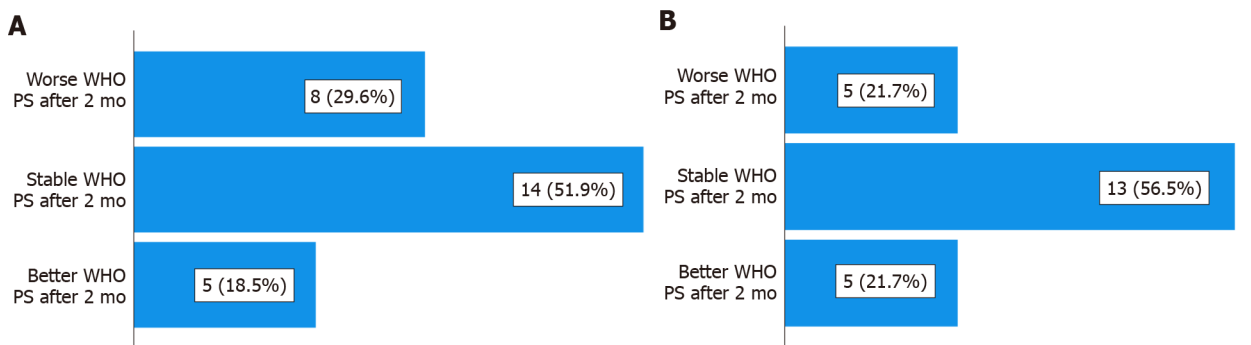 A
Worse WHO
PS after 2 mo
8 (29.6%)
Stable WHO
PS after 2 mo
14 (51.9%)
Better WHO
PS after 2 mo
5 (18.5%)
B
Worse WHO
PS after 2 mo
5 (21.7%)
Stable WHO
PS after 2 mo
13 (56.5%)
Better WHO
PS after 2 mo
5 (21.7%)